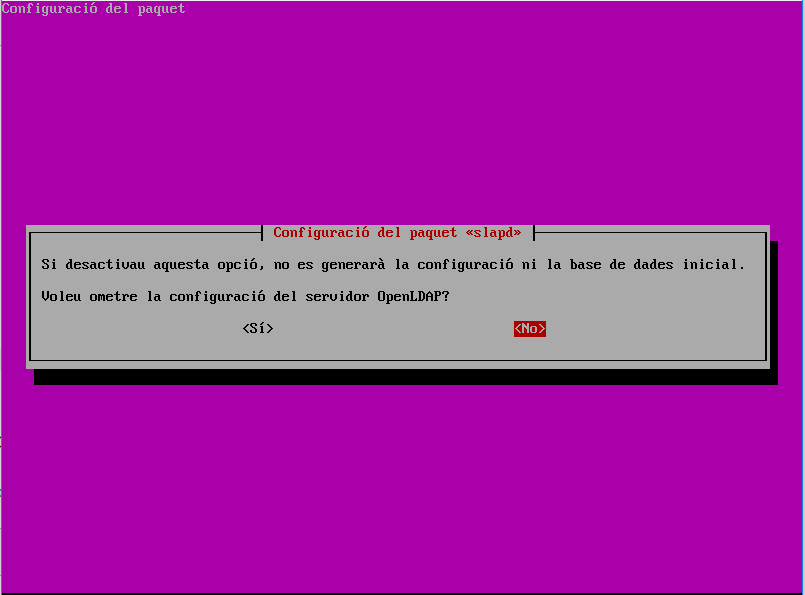 Configuració del paquet
Configuració del paquet «slapd»
Si desactivau aquesta opció, no es generarà la configuració ni la base de dades inicial.
Voleu ometre la configuració del servidor OpenLDAP?
<Sí> <No>